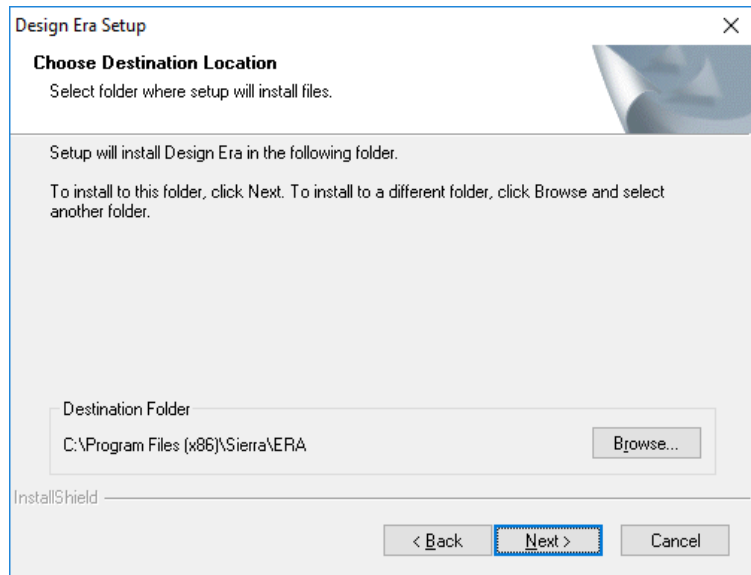 Design Era Setup
Choose Destination Location
Select folder where setup will install files.
Setup will install Design Era in the following folder.
To install to this folder, click Next. To install to a different folder, click Browse and select
another folder.
Destination Folder
C:\Program Files (x86)\Sierra\ERA
Browse...
InstallShield
< Back
Next >
Cancel